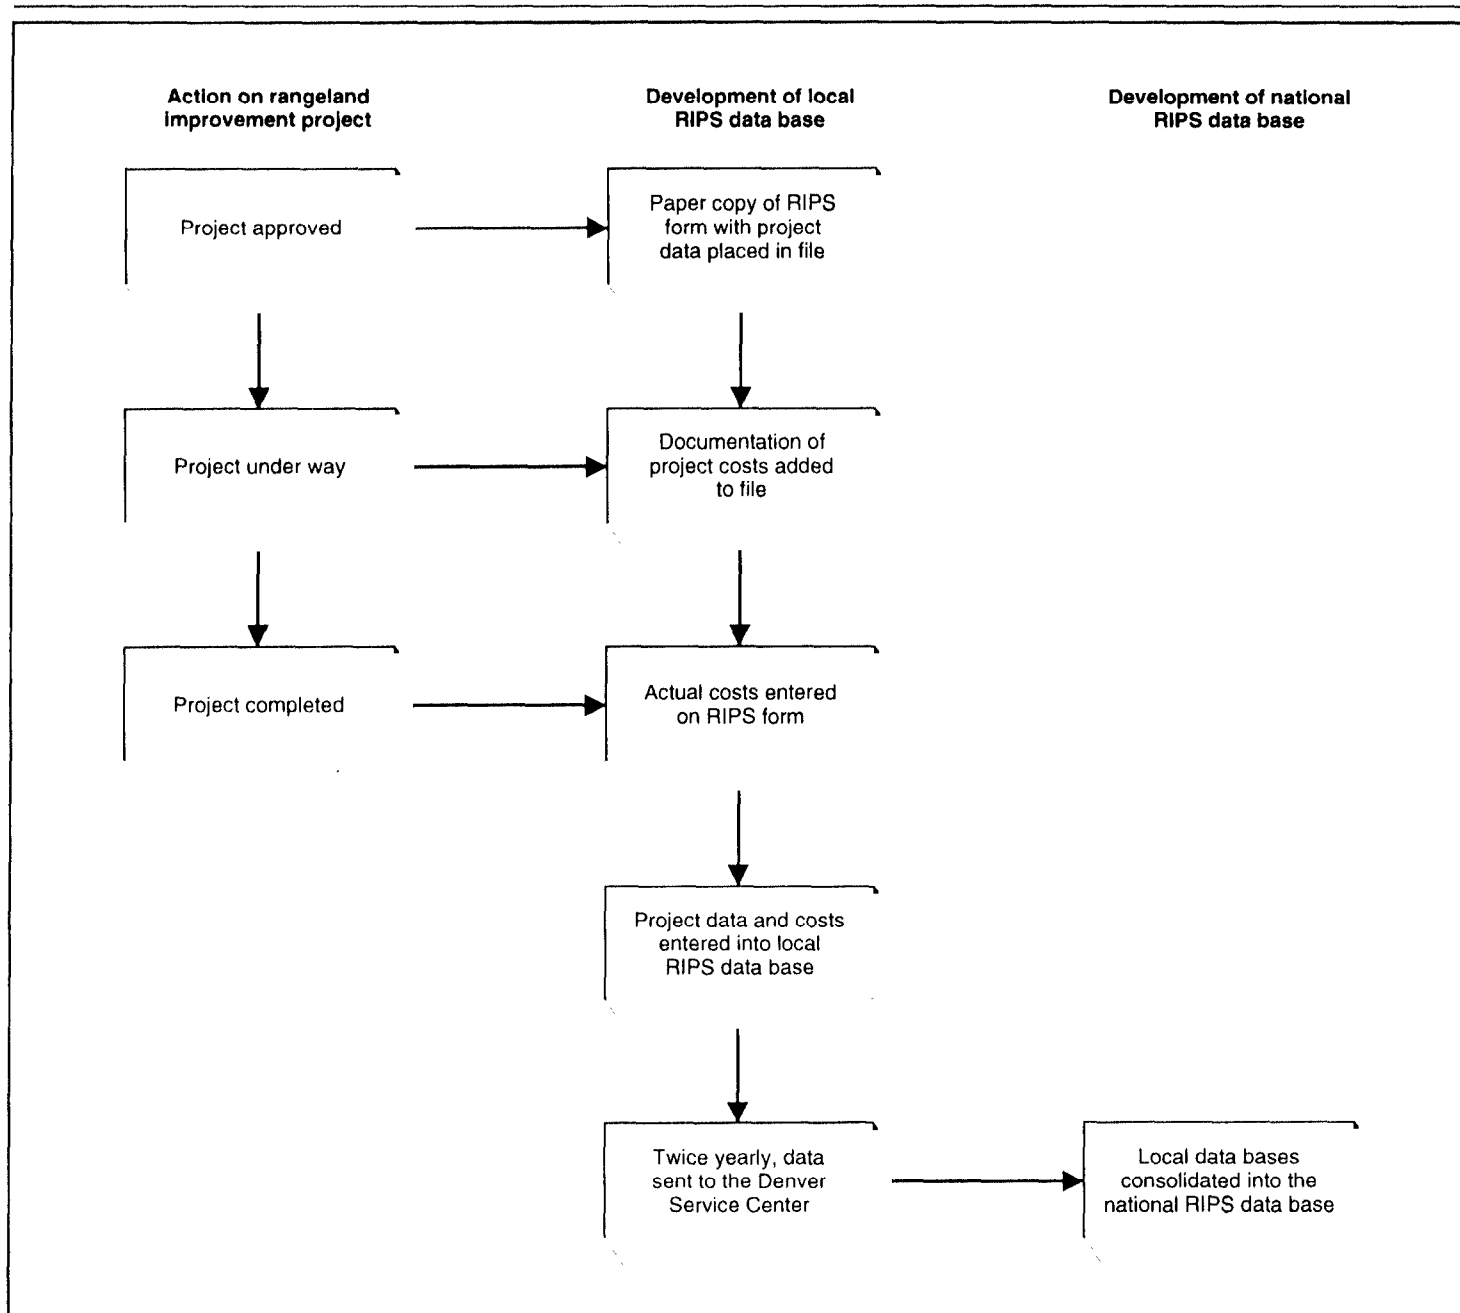 Action on rangeland
improvement project
Development of local
RIPS data base
Development of national
RIPS data base
Project approved
Paper copy of RIPS
form with project
data placed in file
Project under way
Documentation of
project costs added
to file
Project completed
Actual costs entered
on RIPS form
Project data and costs
entered into local
RIPS data base
Twice yearly, data
sent to the Denver
Service Center
Local data bases
consolidated into the
national RIPS data base